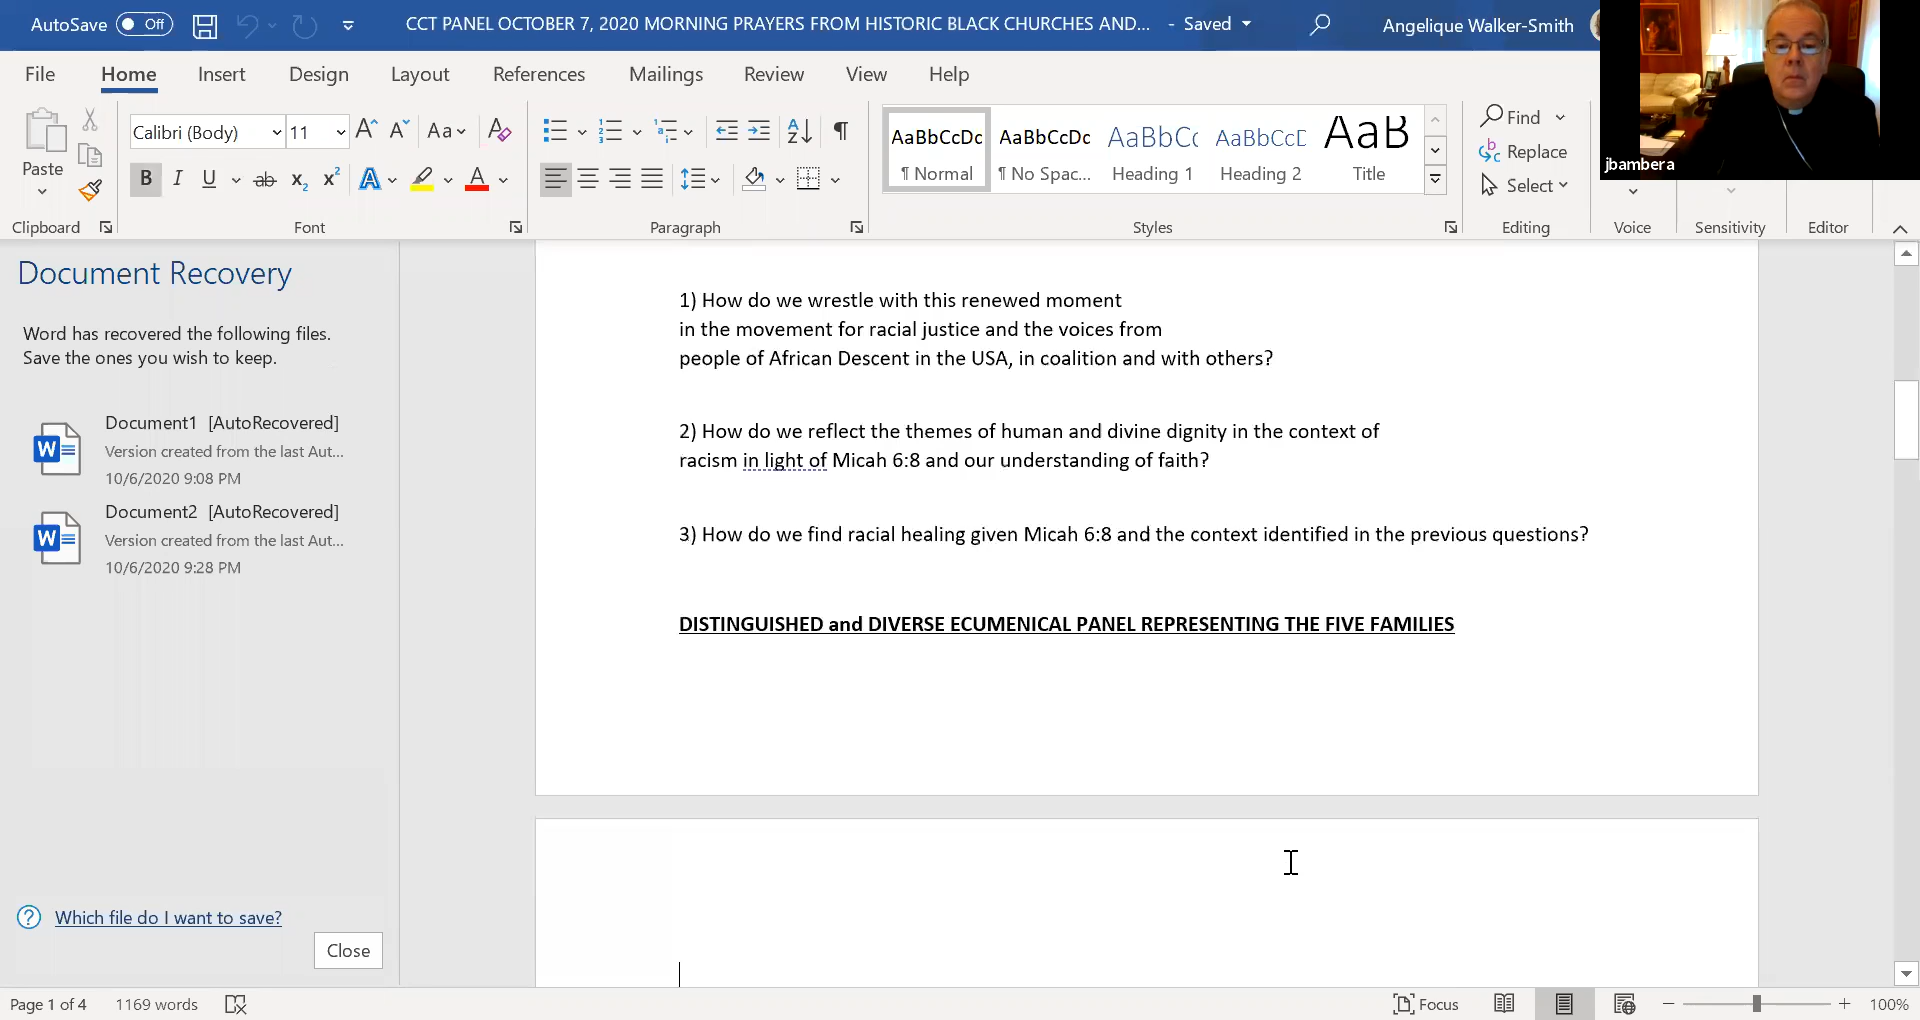 AutoSave Off
CCT PANEL OCTOBER 7, 2020 MORNING PRAYERS FROM HISTORIC BLACK CHURCHES AND... - Saved
Angelique Walker-Smith
jbambera
File Home Insert Design Layout References Mailings Review View Help
Paste
Calibri (Body) 11
Aa
B I U ab x2 x2 A A
AaBbCcDc AaBbCcDc AaBbCc AaBbCcE AaB
¶ Normal ¶ No Spac... Heading 1 Heading 2 Title
Find
Replace
Select
Clipboard Font Paragraph Styles Editing Voice Sensitivity Editor
Document Recovery
Word has recovered the following files.
Save the ones you wish to keep.
Document1 [AutoRecovered]
Version created from the last Aut...
10/6/2020 9:08 PM
Document2 [AutoRecovered]
Version created from the last Aut...
10/6/2020 9:28 PM
Which file do I want to save?
Close
1) How do we wrestle with this renewed moment
in the movement for racial justice and the voices from
people of African Descent in the USA, in coalition and with others?
2) How do we reflect the themes of human and divine dignity in the context of
racism in light of Micah 6:8 and our understanding of faith?
3) How do we find racial healing given Micah 6:8 and the context identified in the previous questions?
DISTINGUISHED and DIVERSE ECUMENICAL PANEL REPRESENTING THE FIVE FAMILIES
Page 1 of 4 1169 words
Focus
100%